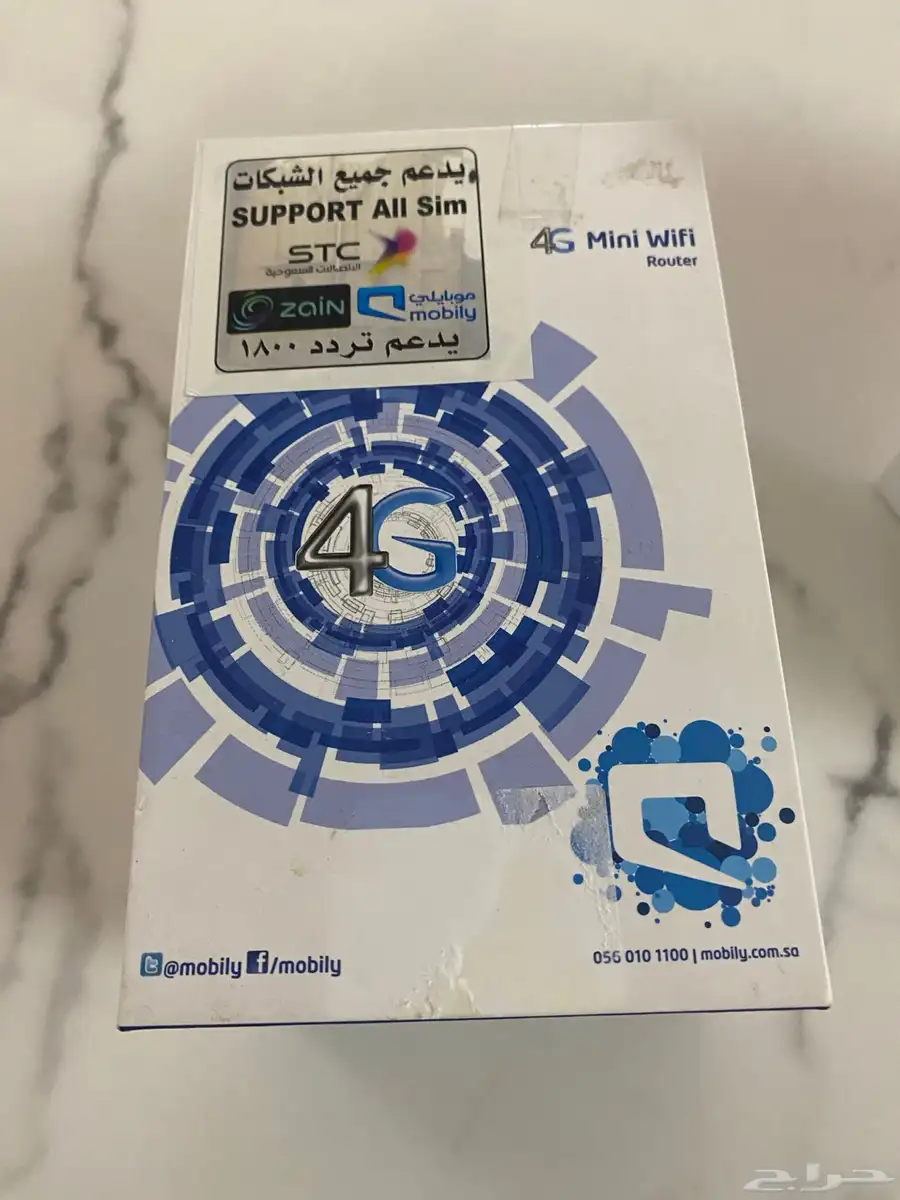 يدعم جميع الشبكات
SUPPORT All Sim
STC
الاتصالات السعودية
zain
موبايلي
mobily
يدعم تردد ١٨٠٠
4G Mini Wifi
Router
4G
@mobily f/mobily
056 010 1100 | mobily.com.sa
حراج